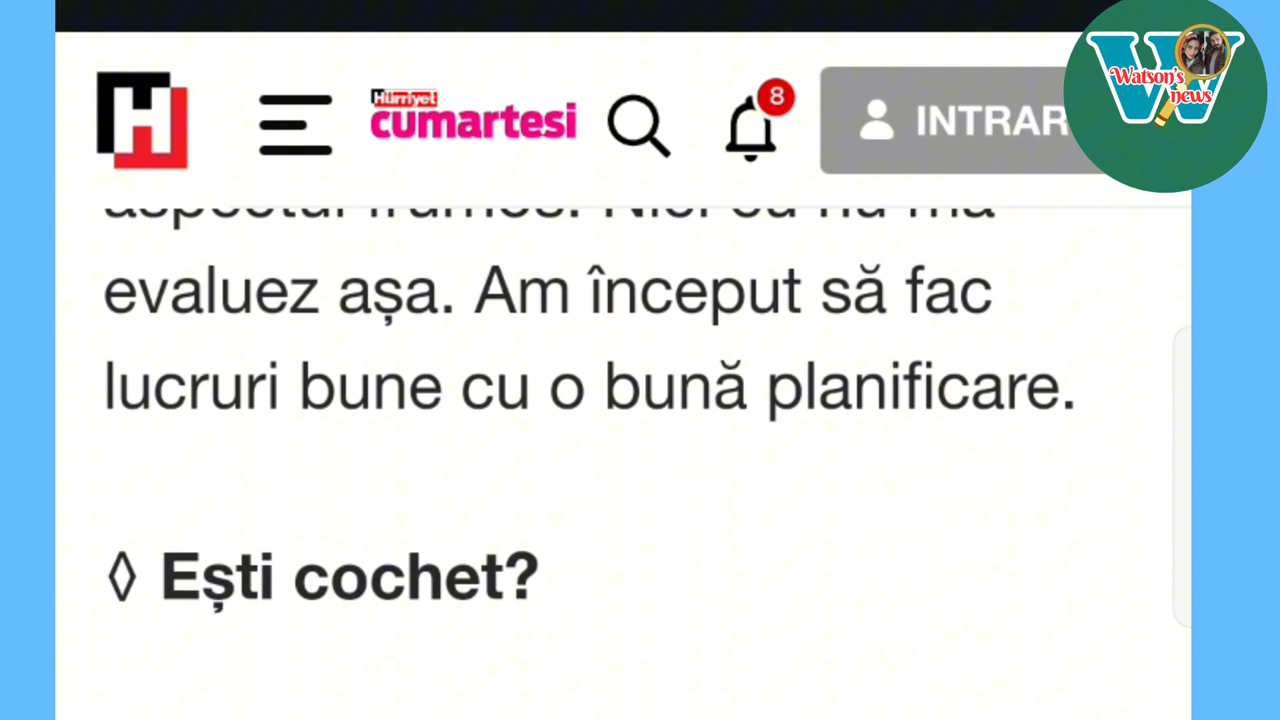 H
Hürriyet
cumartesi
8
INTRAR
Watson's
news
evaluez așa. Am început să fac
lucruri bune cu o bună planificare.
◊ Ești cochet?